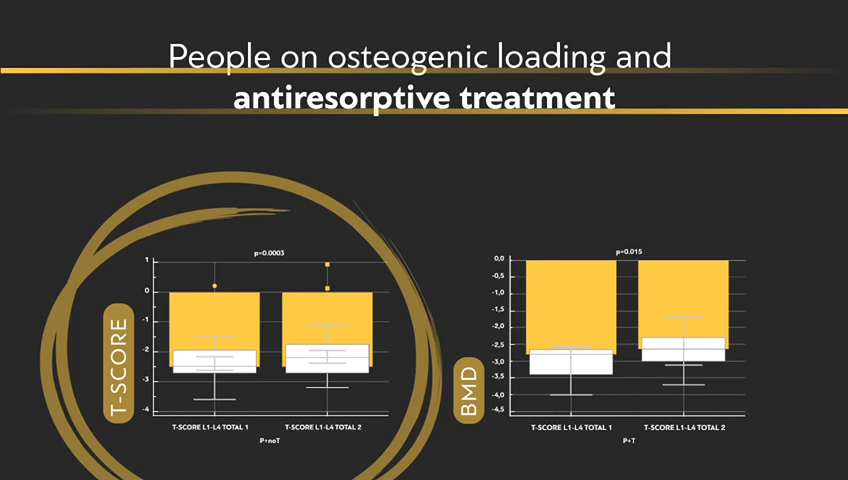 People on osteogenic loading and
antiresorptive treatment
T-SCORE
p=0.0003
1
0
-1
-2
-3
-4
T-SCORE L1-L4 TOTAL 1
T-SCORE L1-L4 TOTAL 2
P+noT
BMD
p=0.015
0,0
-0,5
-1,0
-1,5
-2,0
-2,5
-3,0
-3,5
-4,0
-4,5
T-SCORE L1-L4 TOTAL 1
T-SCORE L1-L4 TOTAL 2
P+T